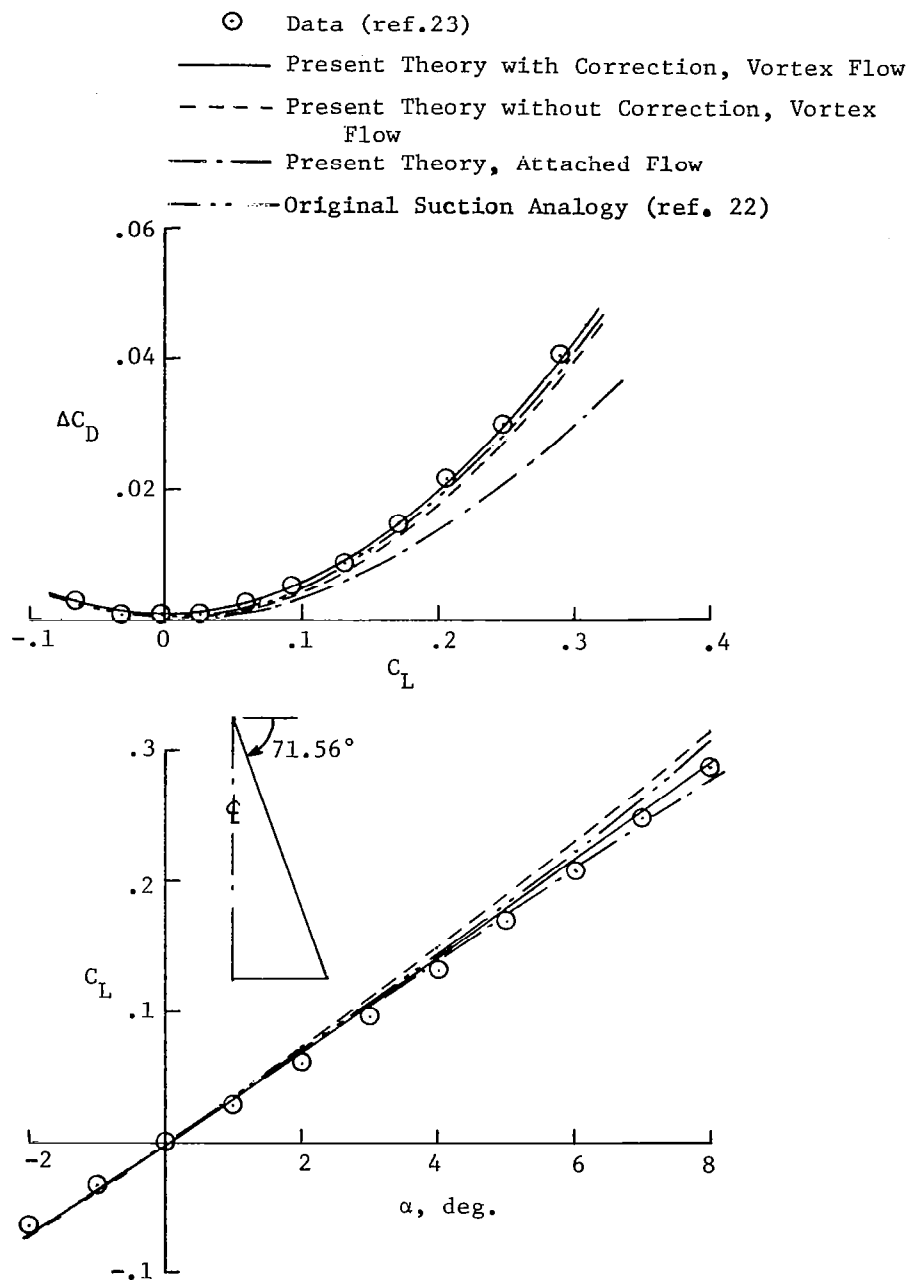 Data (ref.23)
Present Theory with Correction, Vortex Flow
Present Theory without Correction, Vortex
Flow
Present Theory, Attached Flow
Original Suction Analogy (ref. 22)
.06
.04
ΔC_D
.02
-.1 0 .1 .2 .3 .4
C_L
71.56°
.3
℄
.2
C_L
.1
-2 2 4 6 8
α, deg.
-.1